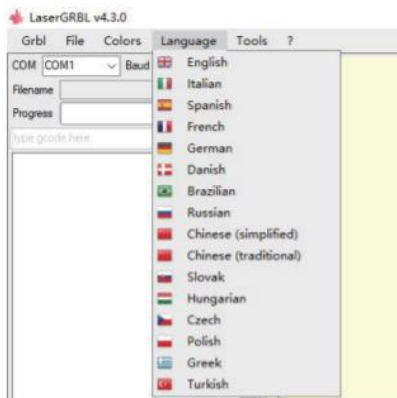 LaserGRBL v4.3.0
Grbl File Colors Language Tools ?
COM COM1 Baud
English
Filename
Italian
Spanish
Progress
French
type gcode here
German
Danish
Brazilian
Russian
Chinese (simplified)
Chinese (traditional)
Slovak
Hungarian
Czech
Polish
Greek
Turkish